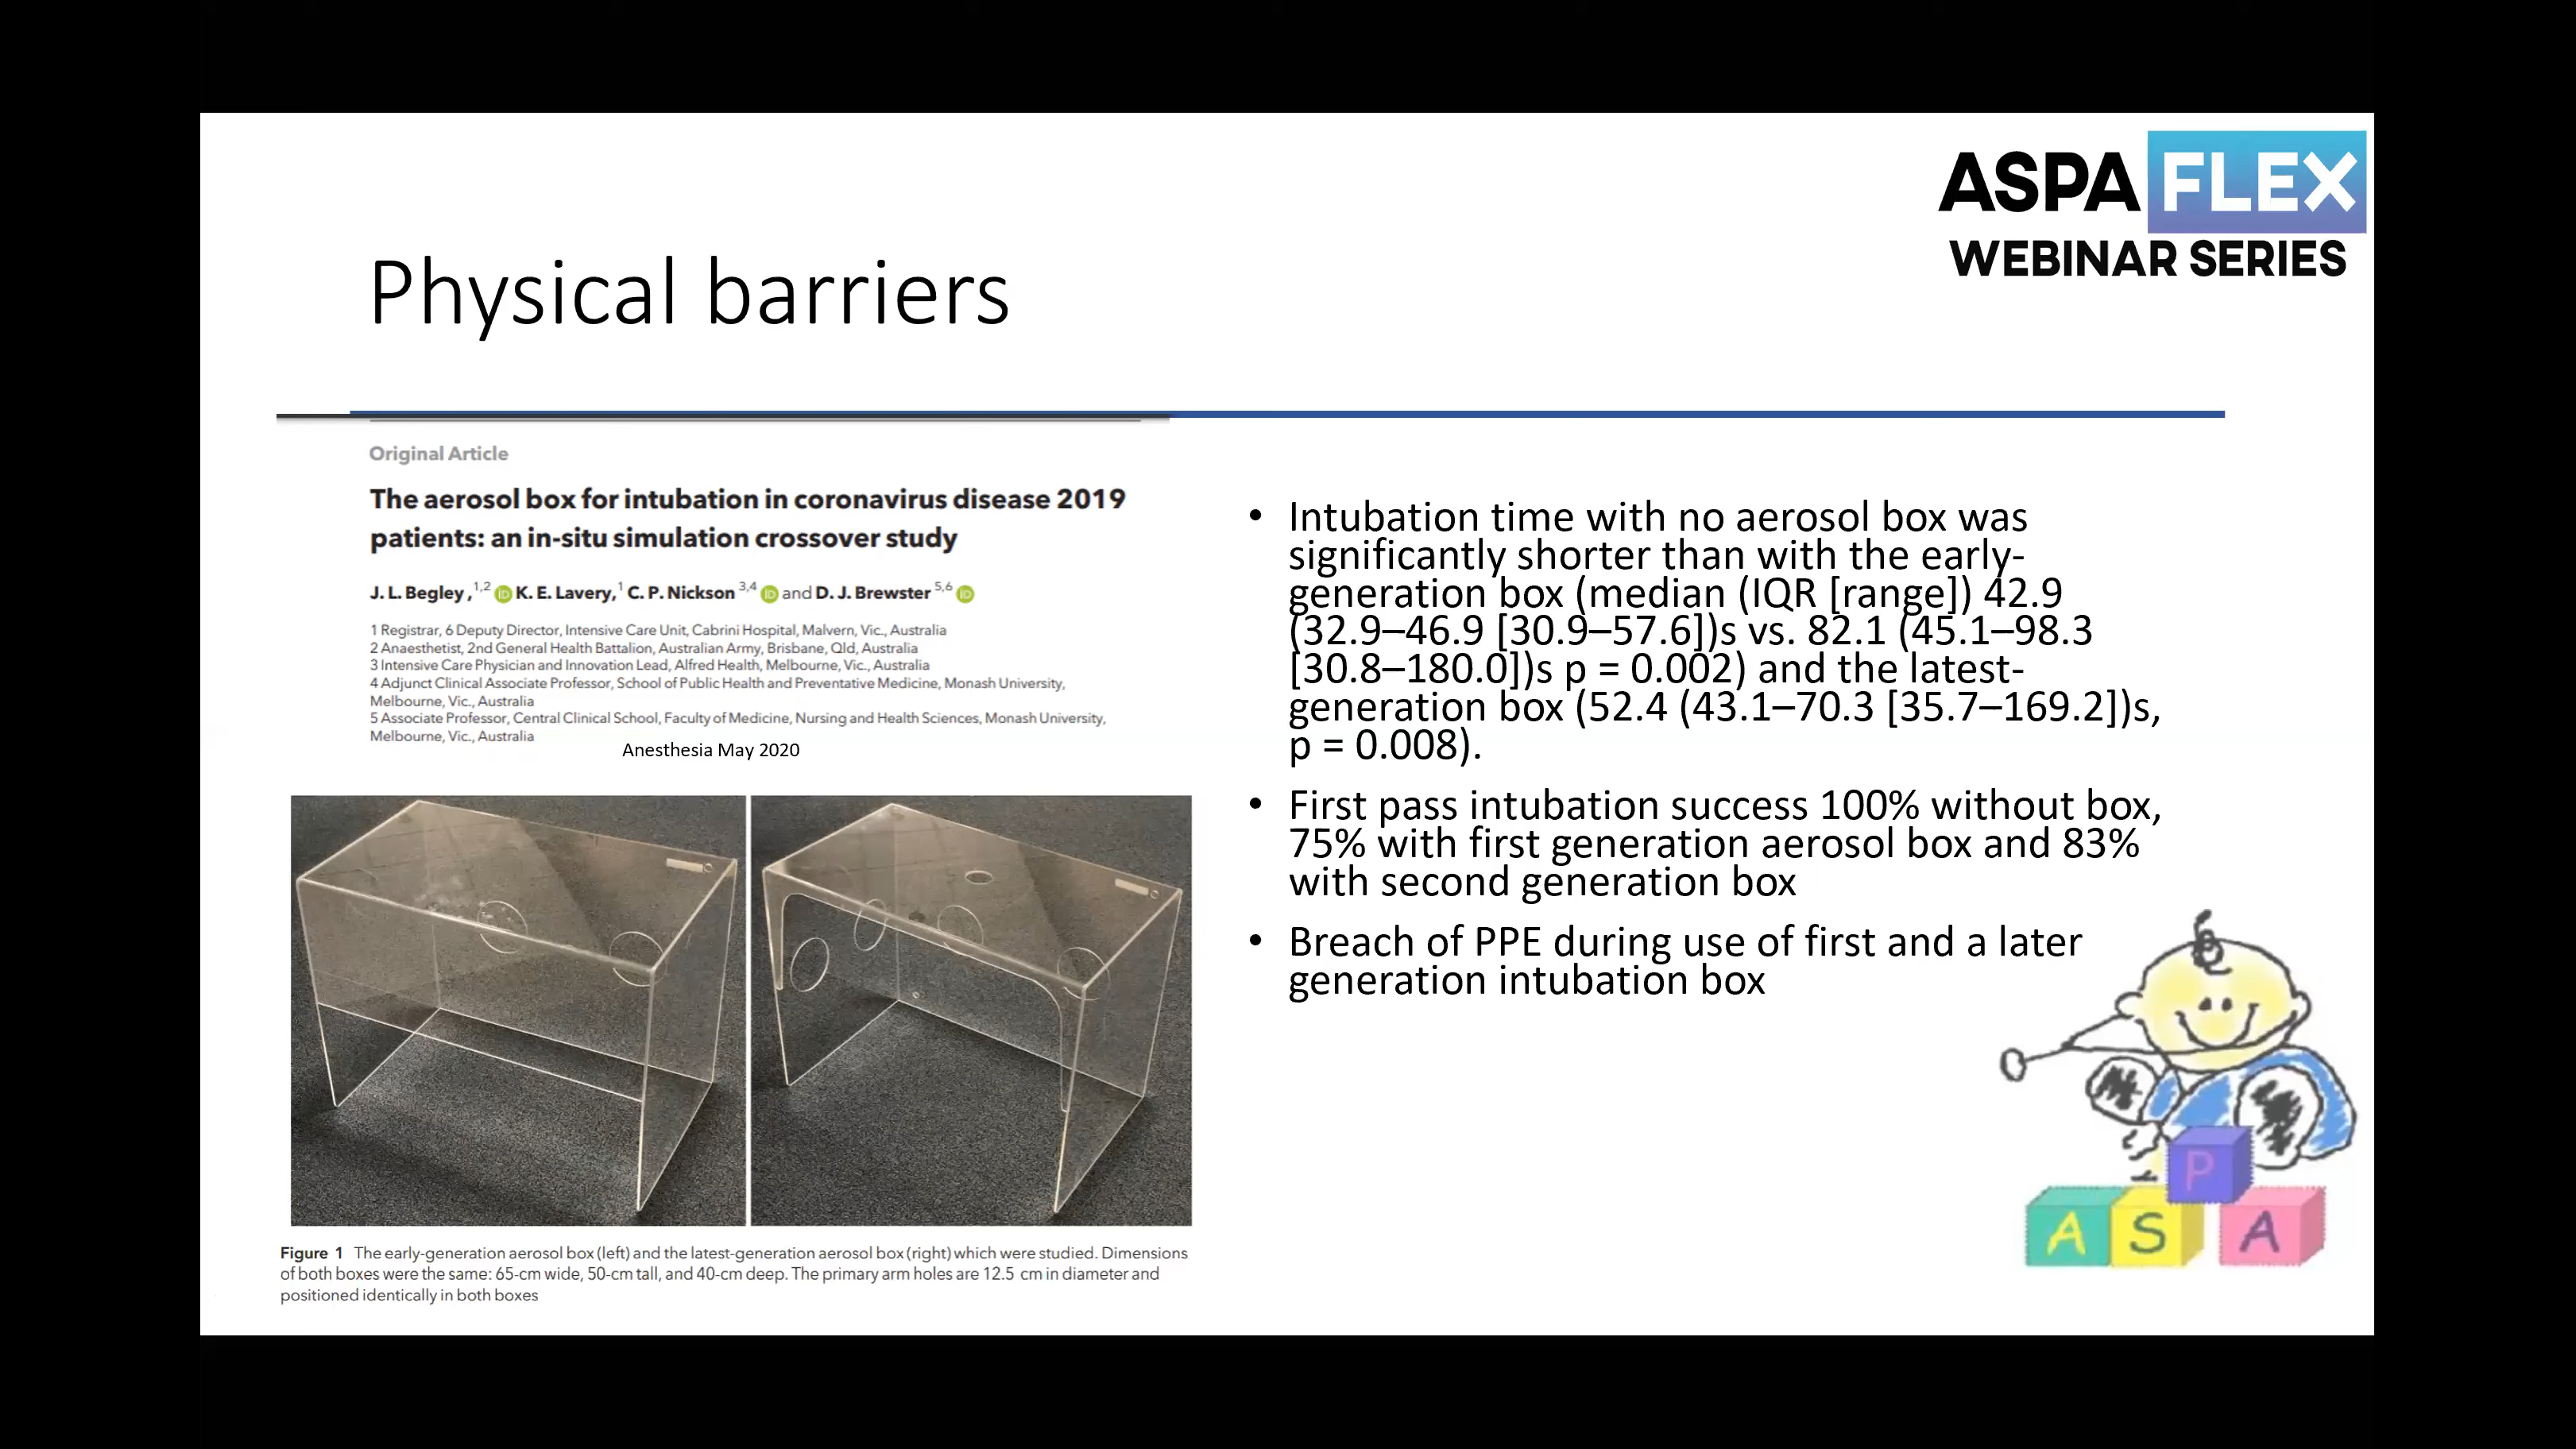 ASPA FLEX
WEBINAR SERIES
Physical barriers
Original Article
The aerosol box for intubation in coronavirus disease 2019
patients: an in-situ simulation crossover study
J. L. Begley,1,2 iD K. E. Lavery,1 C. P. Nickson 3,4 iD and D. J. Brewster 5,6 iD
1 Registrar, 6 Deputy Director, Intensive Care Unit, Cabrini Hospital, Malvern, Vic., Australia
2 Anaesthetist, 2nd General Health Battalion, Australian Army, Brisbane, Qld, Australia
3 Intensive Care Physician and Innovation Lead, Alfred Health, Melbourne, Vic., Australia
4 Adjunct Clinical Associate Professor, School of Public Health and Preventative Medicine, Monash University,
Melbourne, Vic., Australia
5 Associate Professor, Central Clinical School, Faculty of Medicine, Nursing and Health Sciences, Monash University,
Melbourne, Vic., Australia
Anesthesia May 2020
Figure 1 The early-generation aerosol box (left) and the latest-generation aerosol box (right) which were studied. Dimensions
of both boxes were the same: 65-cm wide, 50-cm tall, and 40-cm deep. The primary arm holes are 12.5 cm in diameter and
positioned identically in both boxes
• Intubation time with no aerosol box was
significantly shorter than with the early-
generation box (median (IQR [range]) 42.9
(32.9–46.9 [30.9–57.6])s vs. 82.1 (45.1–98.3
[30.8–180.0])s p = 0.002) and the latest-
generation box (52.4 (43.1–70.3 [35.7–169.2])s,
p = 0.008).
• First pass intubation success 100% without box,
75% with first generation aerosol box and 83%
with second generation box
• Breach of PPE during use of first and a later
generation intubation box
P
A S A